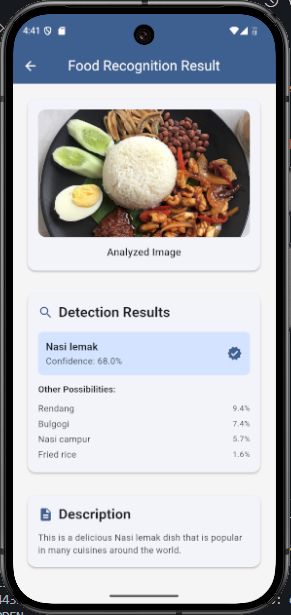 4:41
Food Recognition Result
Analyzed Image
Detection Results
Nasi lemak
Confidence: 68.0%
Other Possibilities:
Rendang 9.4%
Bulgogi 7.4%
Nasi campur 5.7%
Fried rice 1.6%
Description
This is a delicious Nasi lemak dish that is popular
in many cuisines around the world.